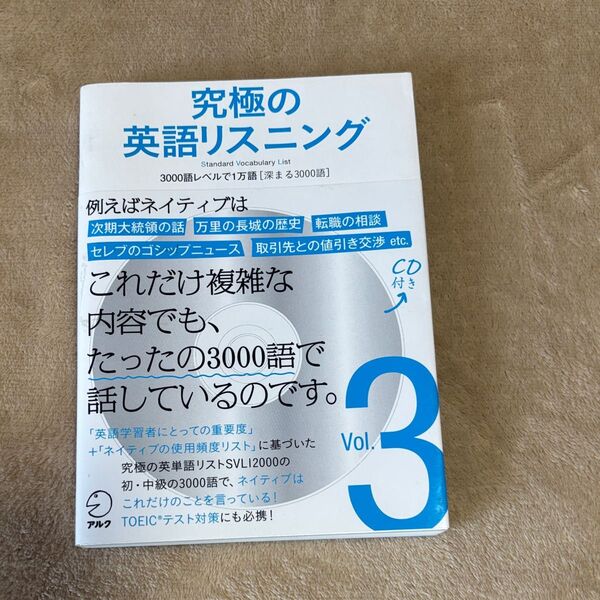 究極の
英語リスニング
Standard Vocabulary List
3000語レベルで1万語[深まる3000語]
例えばネイティブは
次期大統領の話 万里の長城の歴史 転職の相談
セレブのゴシップニュース 取引先との値引き交渉 etc.
CD
付き
これだけ複雑な
内容でも、
たったの3000語で
話しているのです。
「英語学習者にとっての重要度」
+「ネイティブの使用頻度リスト」に基づいた
究極の英単語リストSVL12000の
初・中級の3000語で、ネイティブは
これだけのことを言っている!
TOEIC®テスト対策にも必携!
Vol.3
アルク